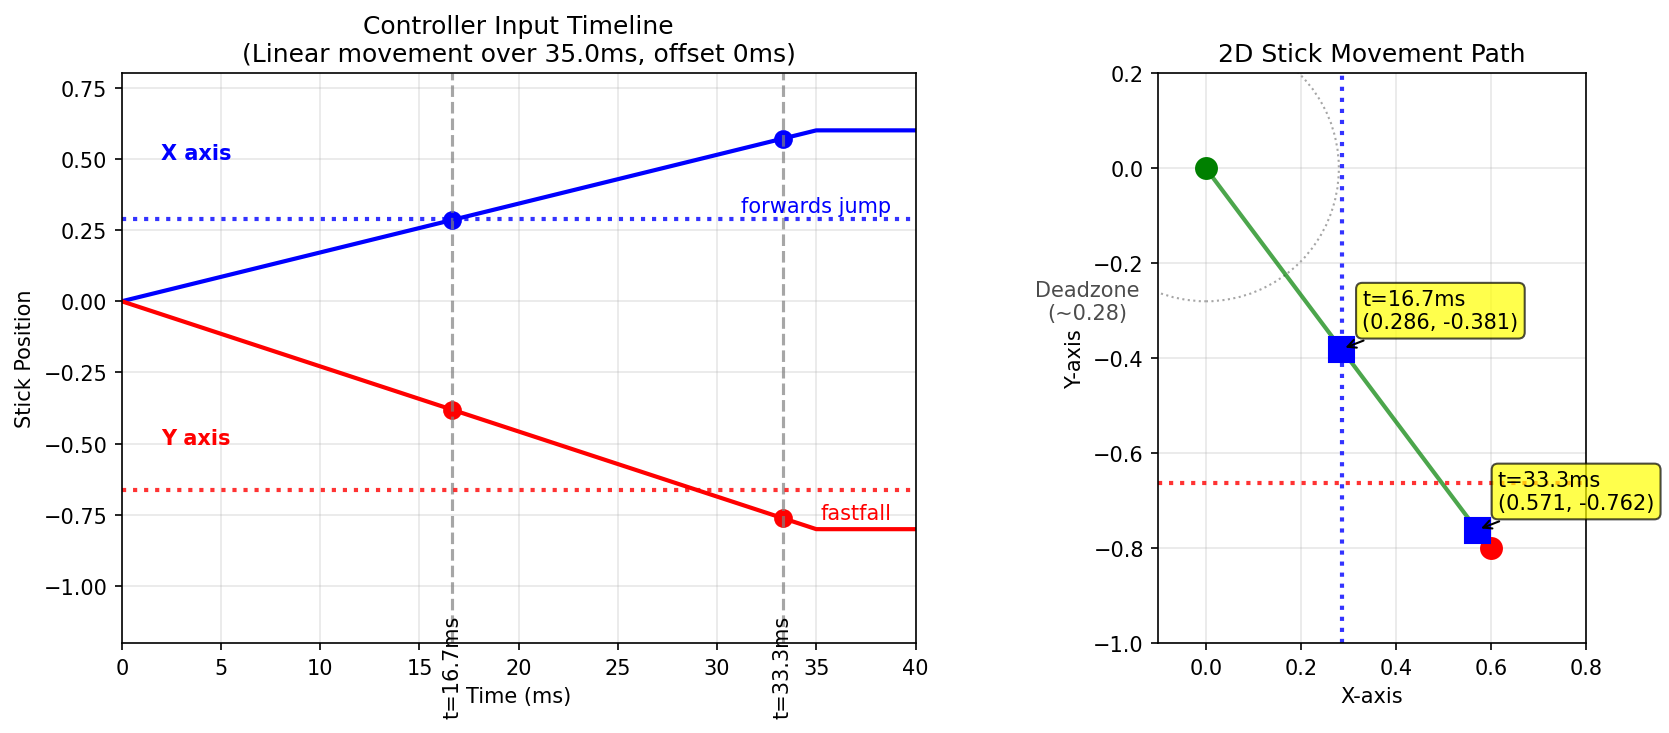 Controller Input Timeline
(Linear movement over 35.0ms, offset 0ms)
0.75
0.50
0.25
0.00
−0.25
−0.50
−0.75
−1.00
Stick Position
X axis
forwards jump
Y axis
fastfall
0 5 10 15 20 25 30 35 40
t=16.7ms
t=33.3ms
Time (ms)
2D Stick Movement Path
0.2
0.0
−0.2
−0.4
−0.6
−0.8
−1.0
Y-axis
Deadzone
(~0.28)
t=16.7ms
(0.286, -0.381)
t=33.3ms
(0.571, -0.762)
0.0 0.2 0.4 0.6 0.8
X-axis